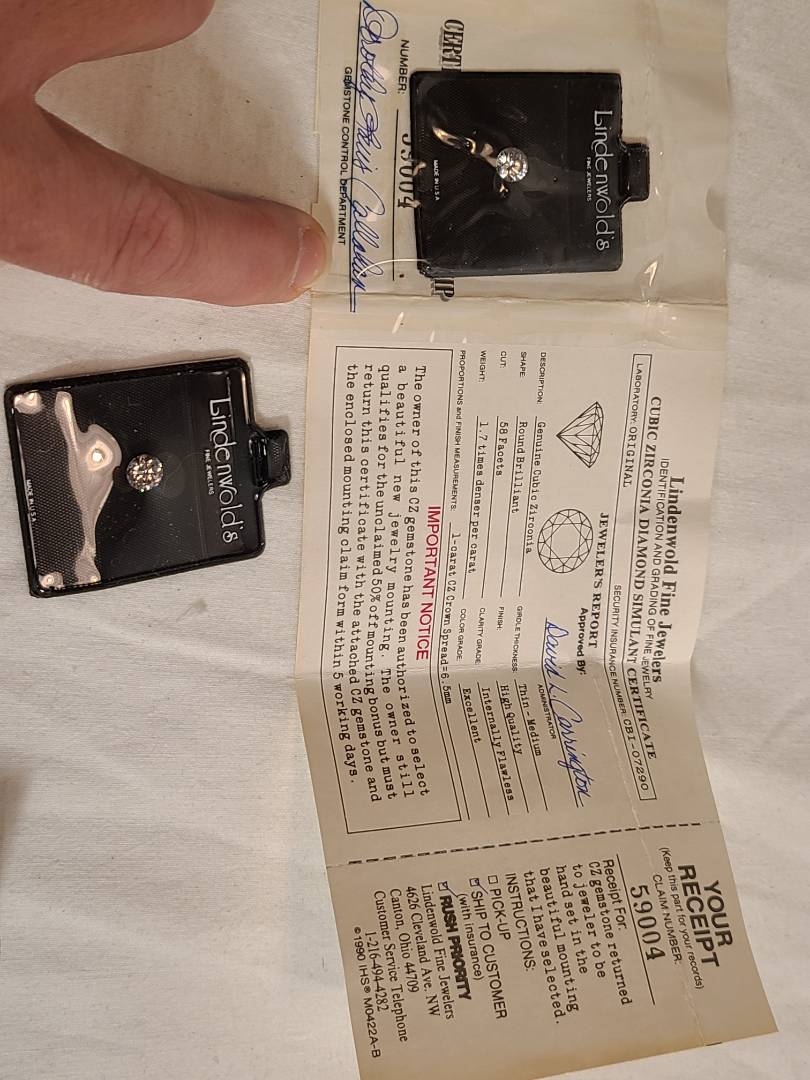 CERT
IP
NUMBER: 59004.
Callahan
GEMSTONE CONTROL DEPARTMENT
Lindenwold's
FINE JEWELERS
MADE IN U.S.A.
Lindenwold's
FINE JEWELERS
MADE IN U.S.A.
Lindenwold Fine Jewelers
IDENTIFICATION AND GRADING OF FINE JEWELRY
CUBIC ZIRCONIA DIAMOND SIMULANT CERTIFICATE
LABORATORY: ORIGINAL SECURITY INSURANCE NUMBER: CBI-07290
JEWELER'S REPORT
Approved By:
David L. Carrington
ADMINISTRATOR
DESCRIPTION: Genuine Cubic Zirconia
SHAPE: Round Brilliant
CUT: 58 Facets
WEIGHT: 1.7 times denser per carat
GIRDLE THICKNESS: Thin - Medium
FINISH: High Quality
CLARITY GRADE: Internally Flawless
COLOR GRADE: Excellent
PROPORTIONS and FINISH MEASUREMENTS: 1-carat CZ Crown Spread=6.5mm
IMPORTANT NOTICE
The owner of this CZ gemstone has been authorized to select
a beautiful new jewelry mounting. The owner still
qualifies for the unclaimed 50% off mounting bonus but must
return this certificate with the attached CZ gemstone and
the enclosed mounting claim form within 5 working days.
YOUR
RECEIPT
(Keep this part for your records)
CLAIM NUMBER:
59004
Receipt For:
CZ gemstone returned
to jeweler to be
hand set in the
beautiful mounting
that I have selected.
INSTRUCTIONS:
PICK-UP
SHIP TO CUSTOMER
(with insurance)
RUSH PRIORITY
Lindenwold Fine Jewelers
4626 Cleveland Ave. NW
Canton, Ohio 44709
Customer Service Telephone
1-216-494-4282
©1990 IHS® M0422A-B